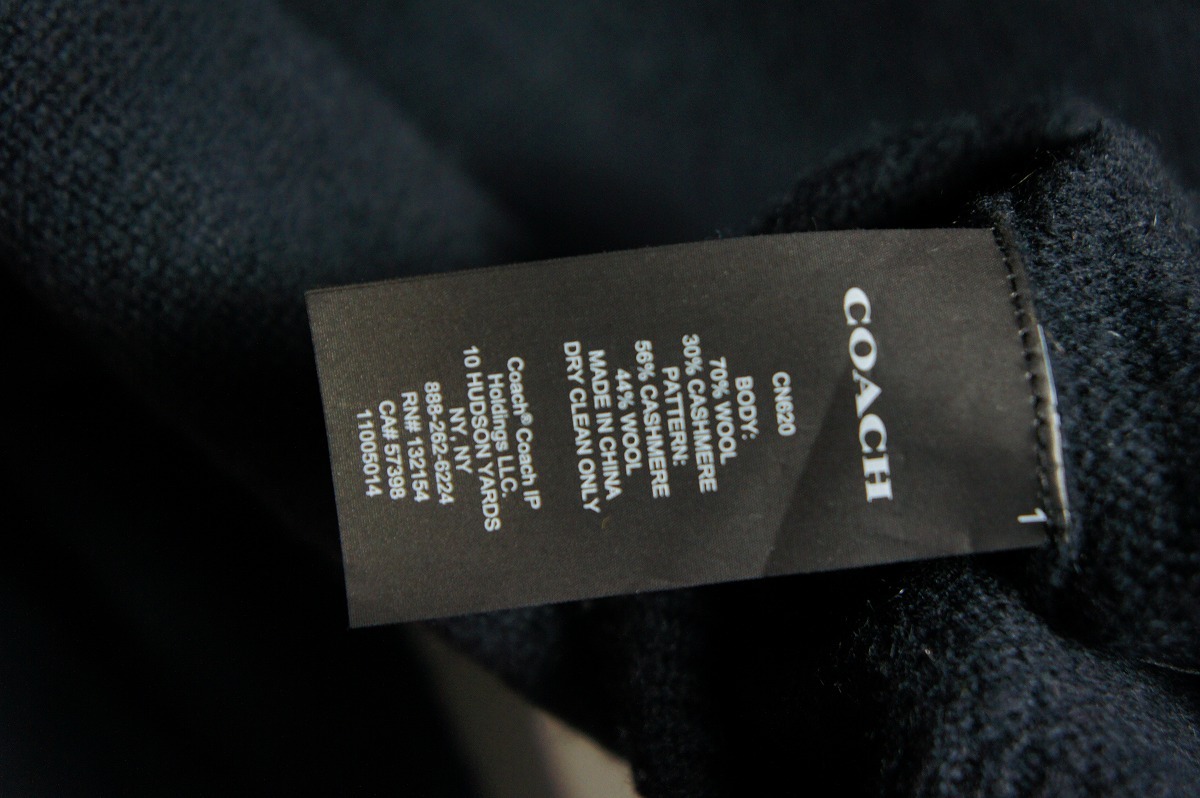 COACH
1
CN620
BODY:
70% WOOL
30% CASHMERE
PATTERN:
56% CASHMERE
44% WOOL
MADE IN CHINA
DRY CLEAN ONLY
Coach® Coach IP
Holdings LLC.
10 HUDSON YARDS
NY, NY
888-262-6224
RN# 132154
CA# 57398
11005014